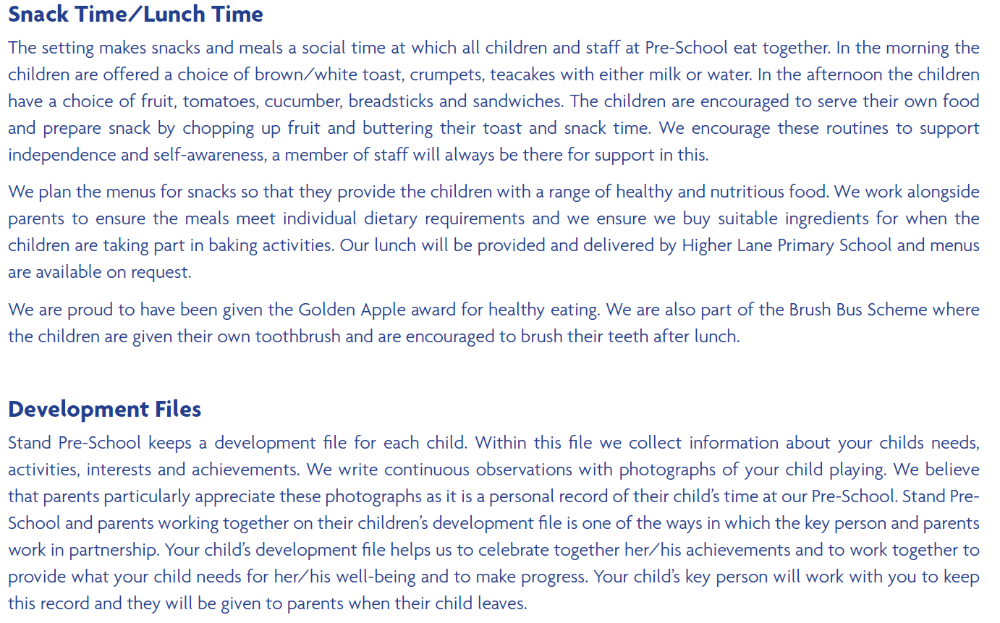 Snack Time/Lunch Time
The setting makes snacks and meals a social time at which all children and staff at Pre-School eat together. In the morning the
children are offered a choice of brown/white toast, crumpets, teacakes with either milk or water. In the afternoon the children
have a choice of fruit, tomatoes, cucumber, breadsticks and sandwiches. The children are encouraged to serve their own food
and prepare snack by chopping up fruit and buttering their toast and snack time. We encourage these routines to support
independence and self-awareness, a member of staff will always be there for support in this.
We plan the menus for snacks so that they provide the children with a range of healthy and nutritious food. We work alongside
parents to ensure the meals meet individual dietary requirements and we ensure we buy suitable ingredients for when the
children are taking part in baking activities. Our lunch will be provided and delivered by Higher Lane Primary School and menus
are available on request.
We are proud to have been given the Golden Apple award for healthy eating. We are also part of the Brush Bus Scheme where
the children are given their own toothbrush and are encouraged to brush their teeth after lunch.
Development Files
Stand Pre-School keeps a development file for each child. Within this file we collect information about your childs needs,
activities, interests and achievements. We write continuous observations with photographs of your child playing. We believe
that parents particularly appreciate these photographs as it is a personal record of their child's time at our Pre-School. Stand Pre-
School and parents working together on their children's development file is one of the ways in which the key person and parents
work in partnership. Your child's development file helps us to celebrate together her/his achievements and to work together to
provide what your child needs for her/his well-being and to make progress. Your child's key person will work with you to keep
this record and they will be given to parents when their child leaves.